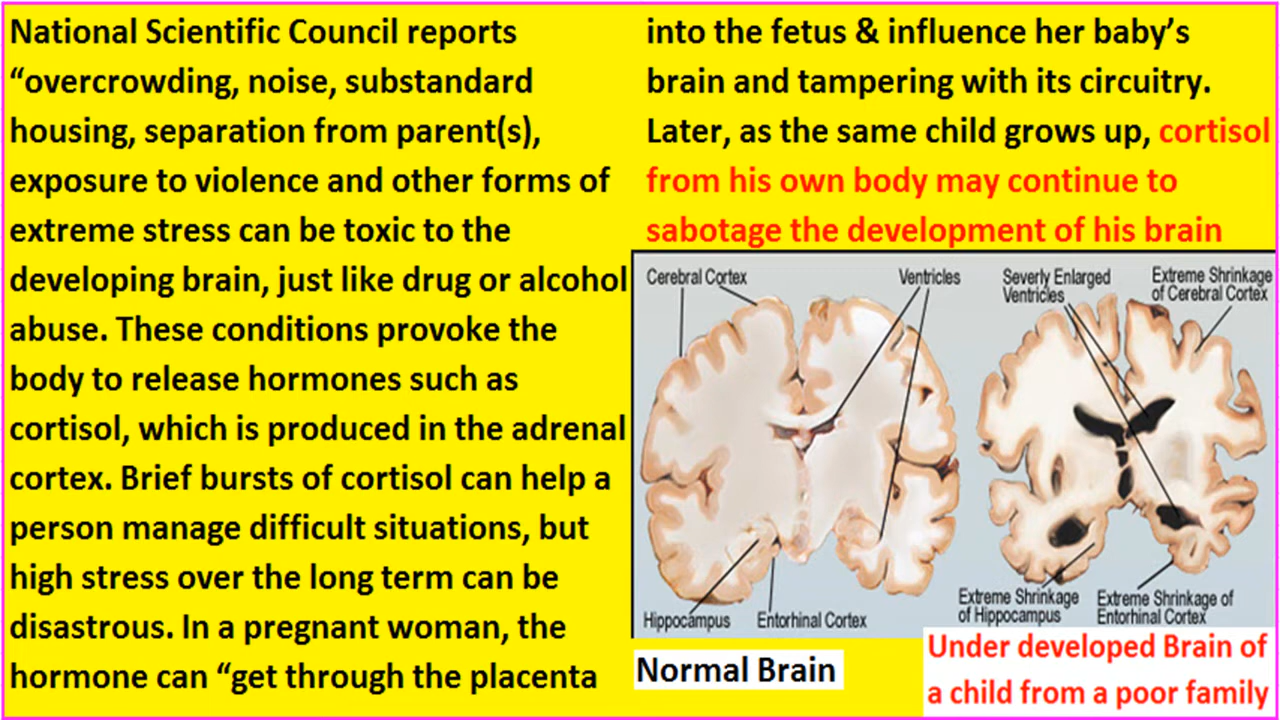 National Scientific Council reports
“overcrowding, noise, substandard
housing, separation from parent(s),
exposure to violence and other forms of
extreme stress can be toxic to the
developing brain, just like drug or alcohol
abuse. These conditions provoke the
body to release hormones such as
cortisol, which is produced in the adrenal
cortex. Brief bursts of cortisol can help a
person manage difficult situations, but
high stress over the long term can be
disastrous. In a pregnant woman, the
hormone can “get through the placenta
into the fetus & influence her baby’s
brain and tampering with its circuitry.
Later, as the same child grows up, cortisol
from his own body may continue to
sabotage the development of his brain
Cerebral Cortex
Ventricles
Severly Enlarged
Ventricles
Extreme Shrinkage
of Cerebral Cortex
Hippocampus
Entorhinal Cortex
Extreme Shrinkage
of Hippocampus
Extreme Shrinkage of
Entorhinal Cortex
Normal Brain
Under developed Brain of
a child from a poor family